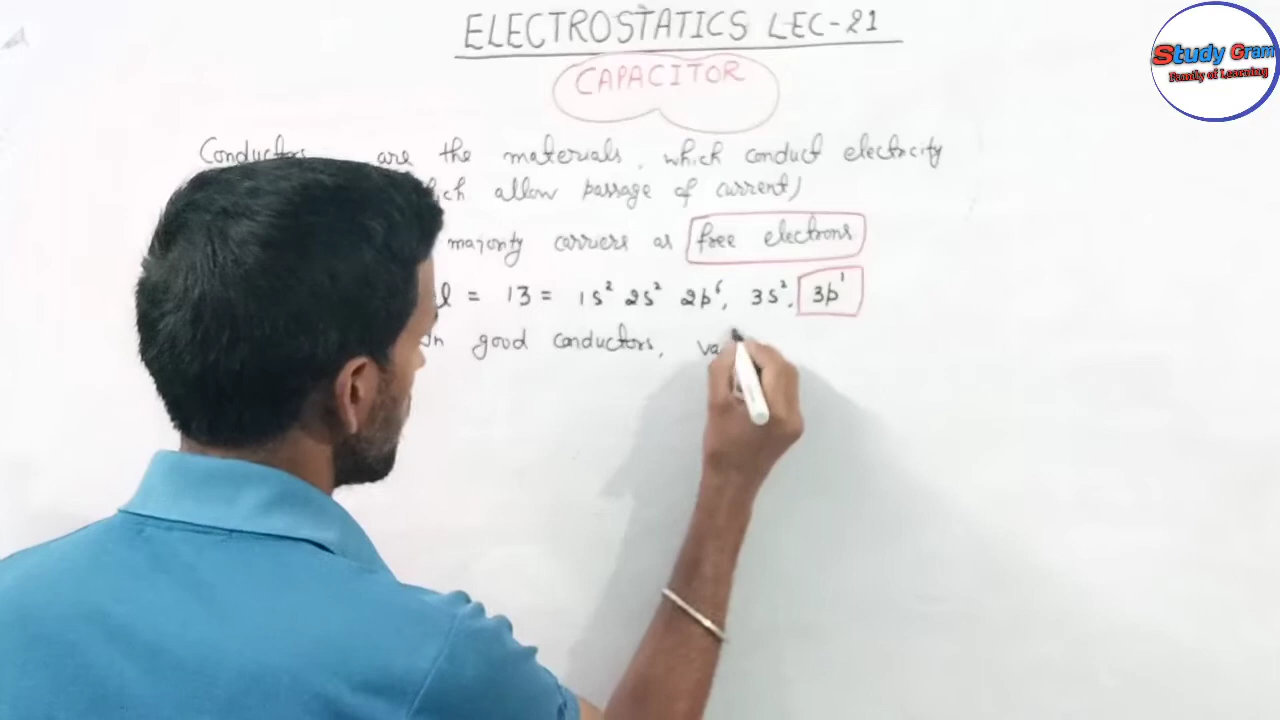 ELECTROSTATICS LEC-21
Study Gram
Family of Learning
CAPACITOR
Conductors are the materials, which conduct electricity
allow passage of current)
majority carriers as free electrons
= 13 = 1s² 2s² 2p⁶, 3s², 3p¹
good conductors, va